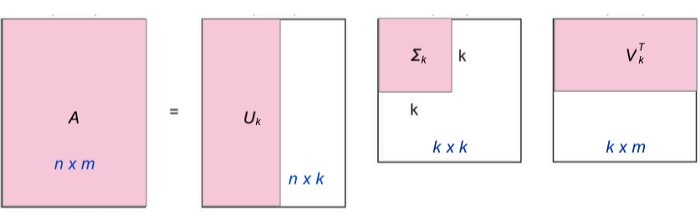 A
n x m
=
U_k
n x k
Σ_k
k
k
k x k
V_k^T
k x m